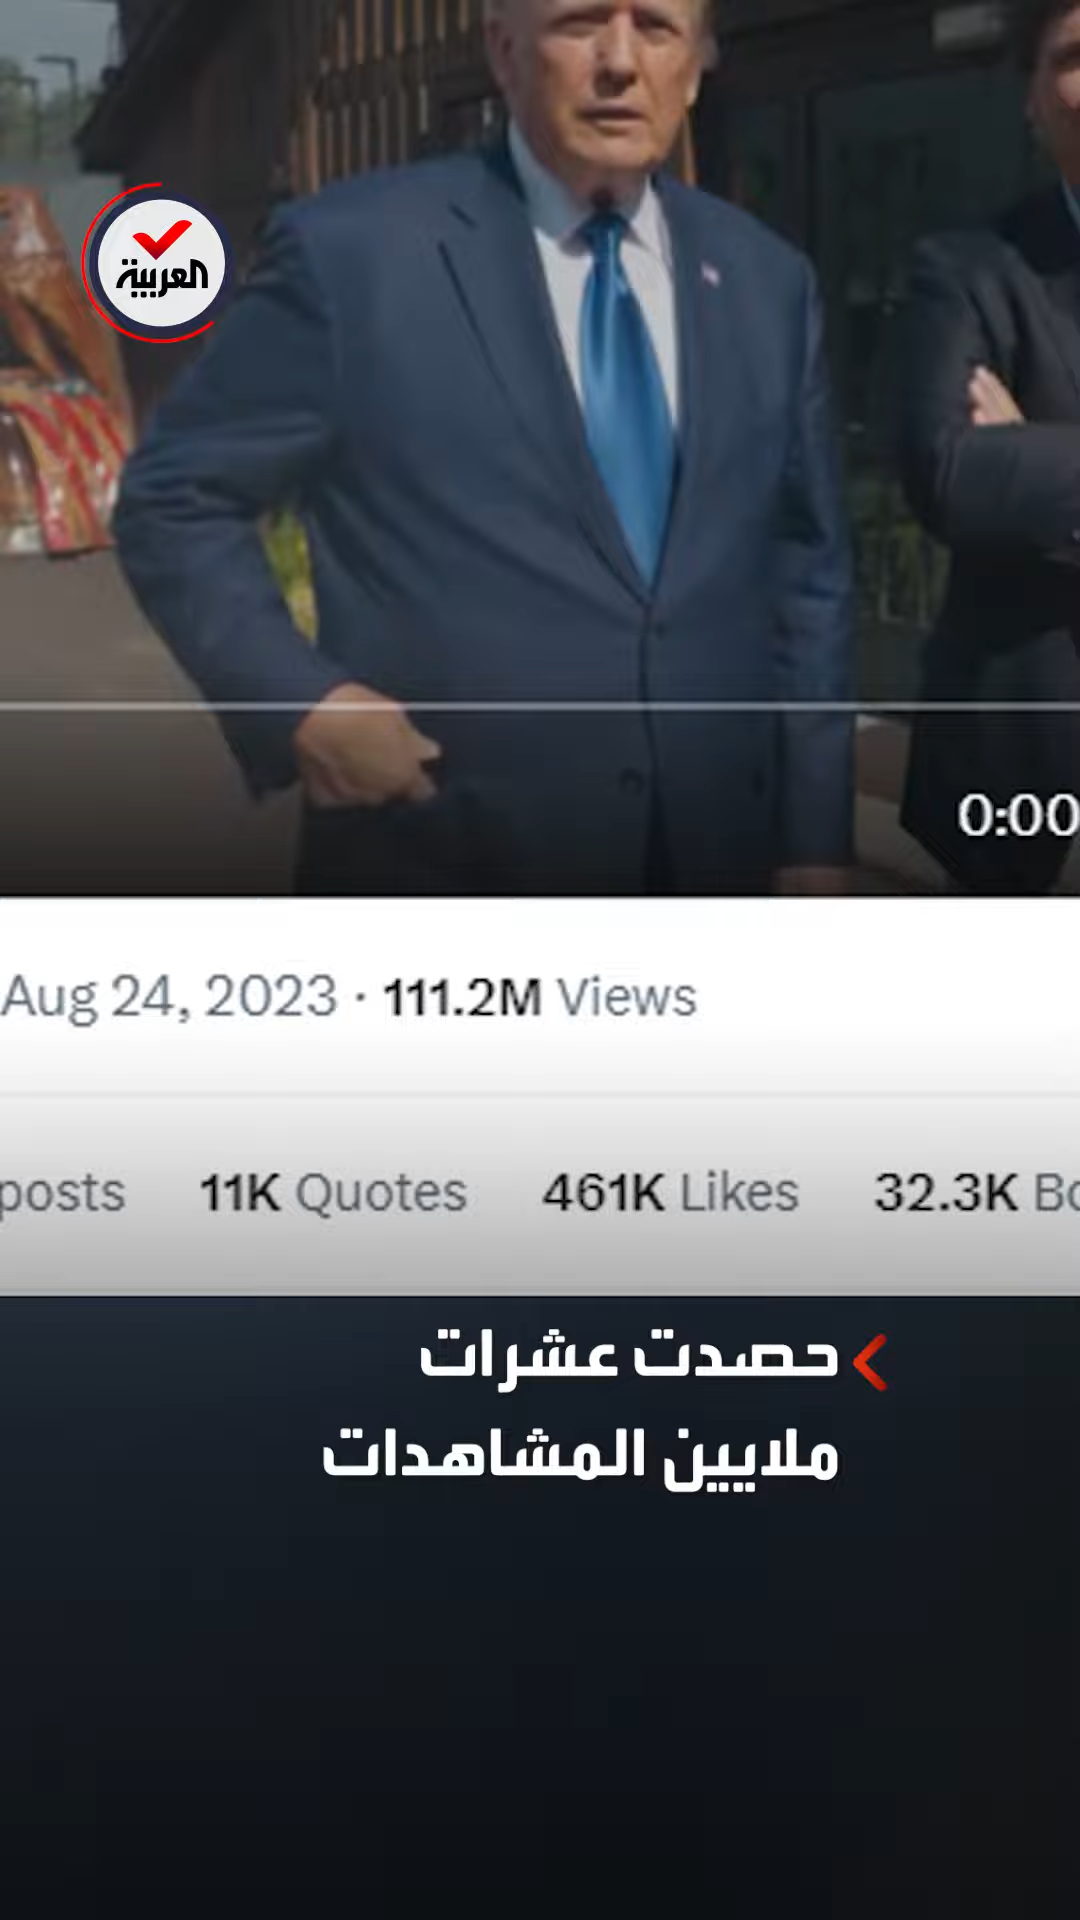 العربية
0:00
Aug 24, 2023 · 111.2M Views
posts 11K Quotes 461K Likes 32.3K
حصدت عشرات
ملايين المشاهدات